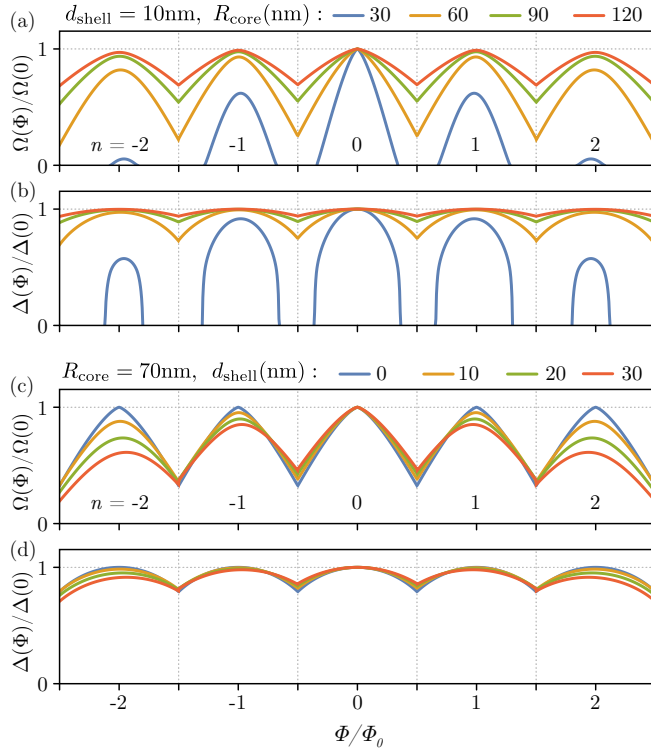 (a) d_shell = 10nm, R_core(nm) : 30 60 90 120
1
Ω(Φ)/Ω(0)
n = -2 -1 0 1 2
0
(b)
1
Δ(Φ)/Δ(0)
0
R_core = 70nm, d_shell(nm) : 0 10 20 30
(c)
1
Ω(Φ)/Ω(0)
n = -2 -1 0 1 2
0
(d)
1
Δ(Φ)/Δ(0)
0
-2 -1 0 1 2
Φ/Φ₀